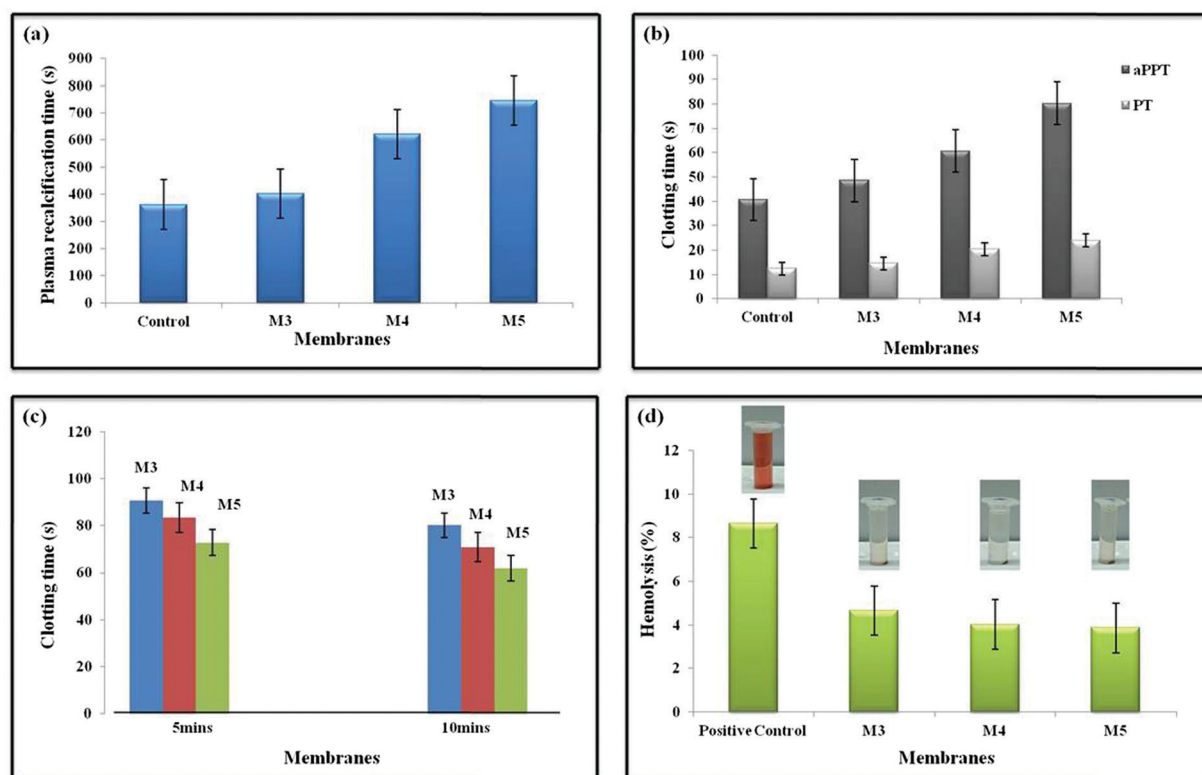 (a)
Plasma recalcification time (s)
900
800
700
600
500
400
300
200
100
0
Control M3 M4 M5
Membranes
(b)
Clotting time (s)
100
90
80
70
60
50
40
30
20
10
0
aPPT
PT
Control M3 M4 M5
Membranes
(c)
Clotting time (s)
120
100
80
60
40
20
0
M3
M4
M5
M3
M4
M5
5mins 10mins
Membranes
(d)
Hemolysis (%)
12
10
8
6
4
2
0
Positive Control M3 M4 M5
Membranes